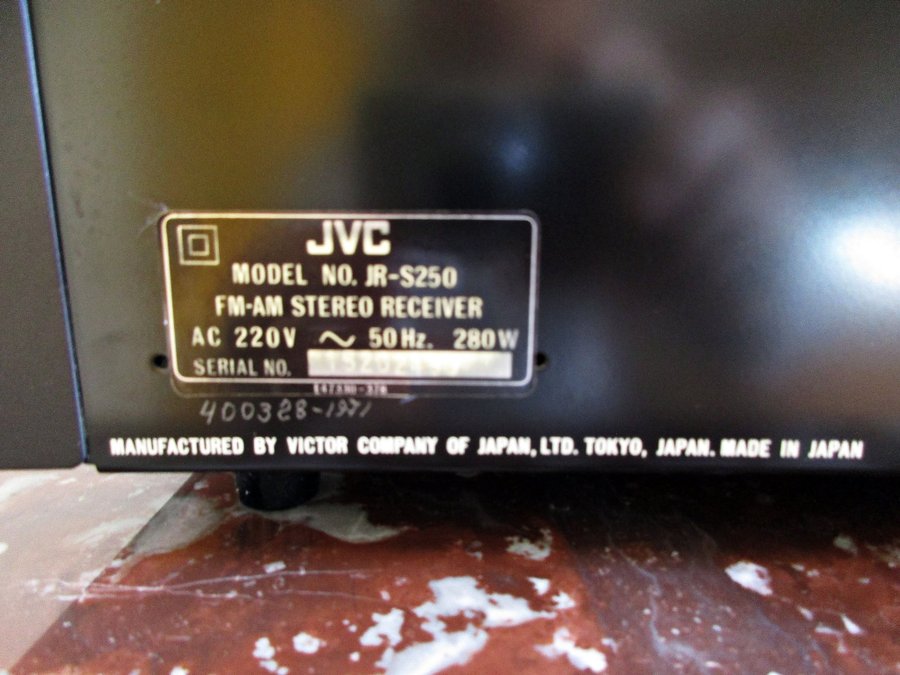 JVC
MODEL NO. JR-S250
FM-AM STEREO RECEIVER
AC 220V ~ 50Hz. 280W
SERIAL NO.
400328-1971
MANUFACTURED BY VICTOR COMPANY OF JAPAN, LTD. TOKYO, JAPAN. MADE IN JAPAN